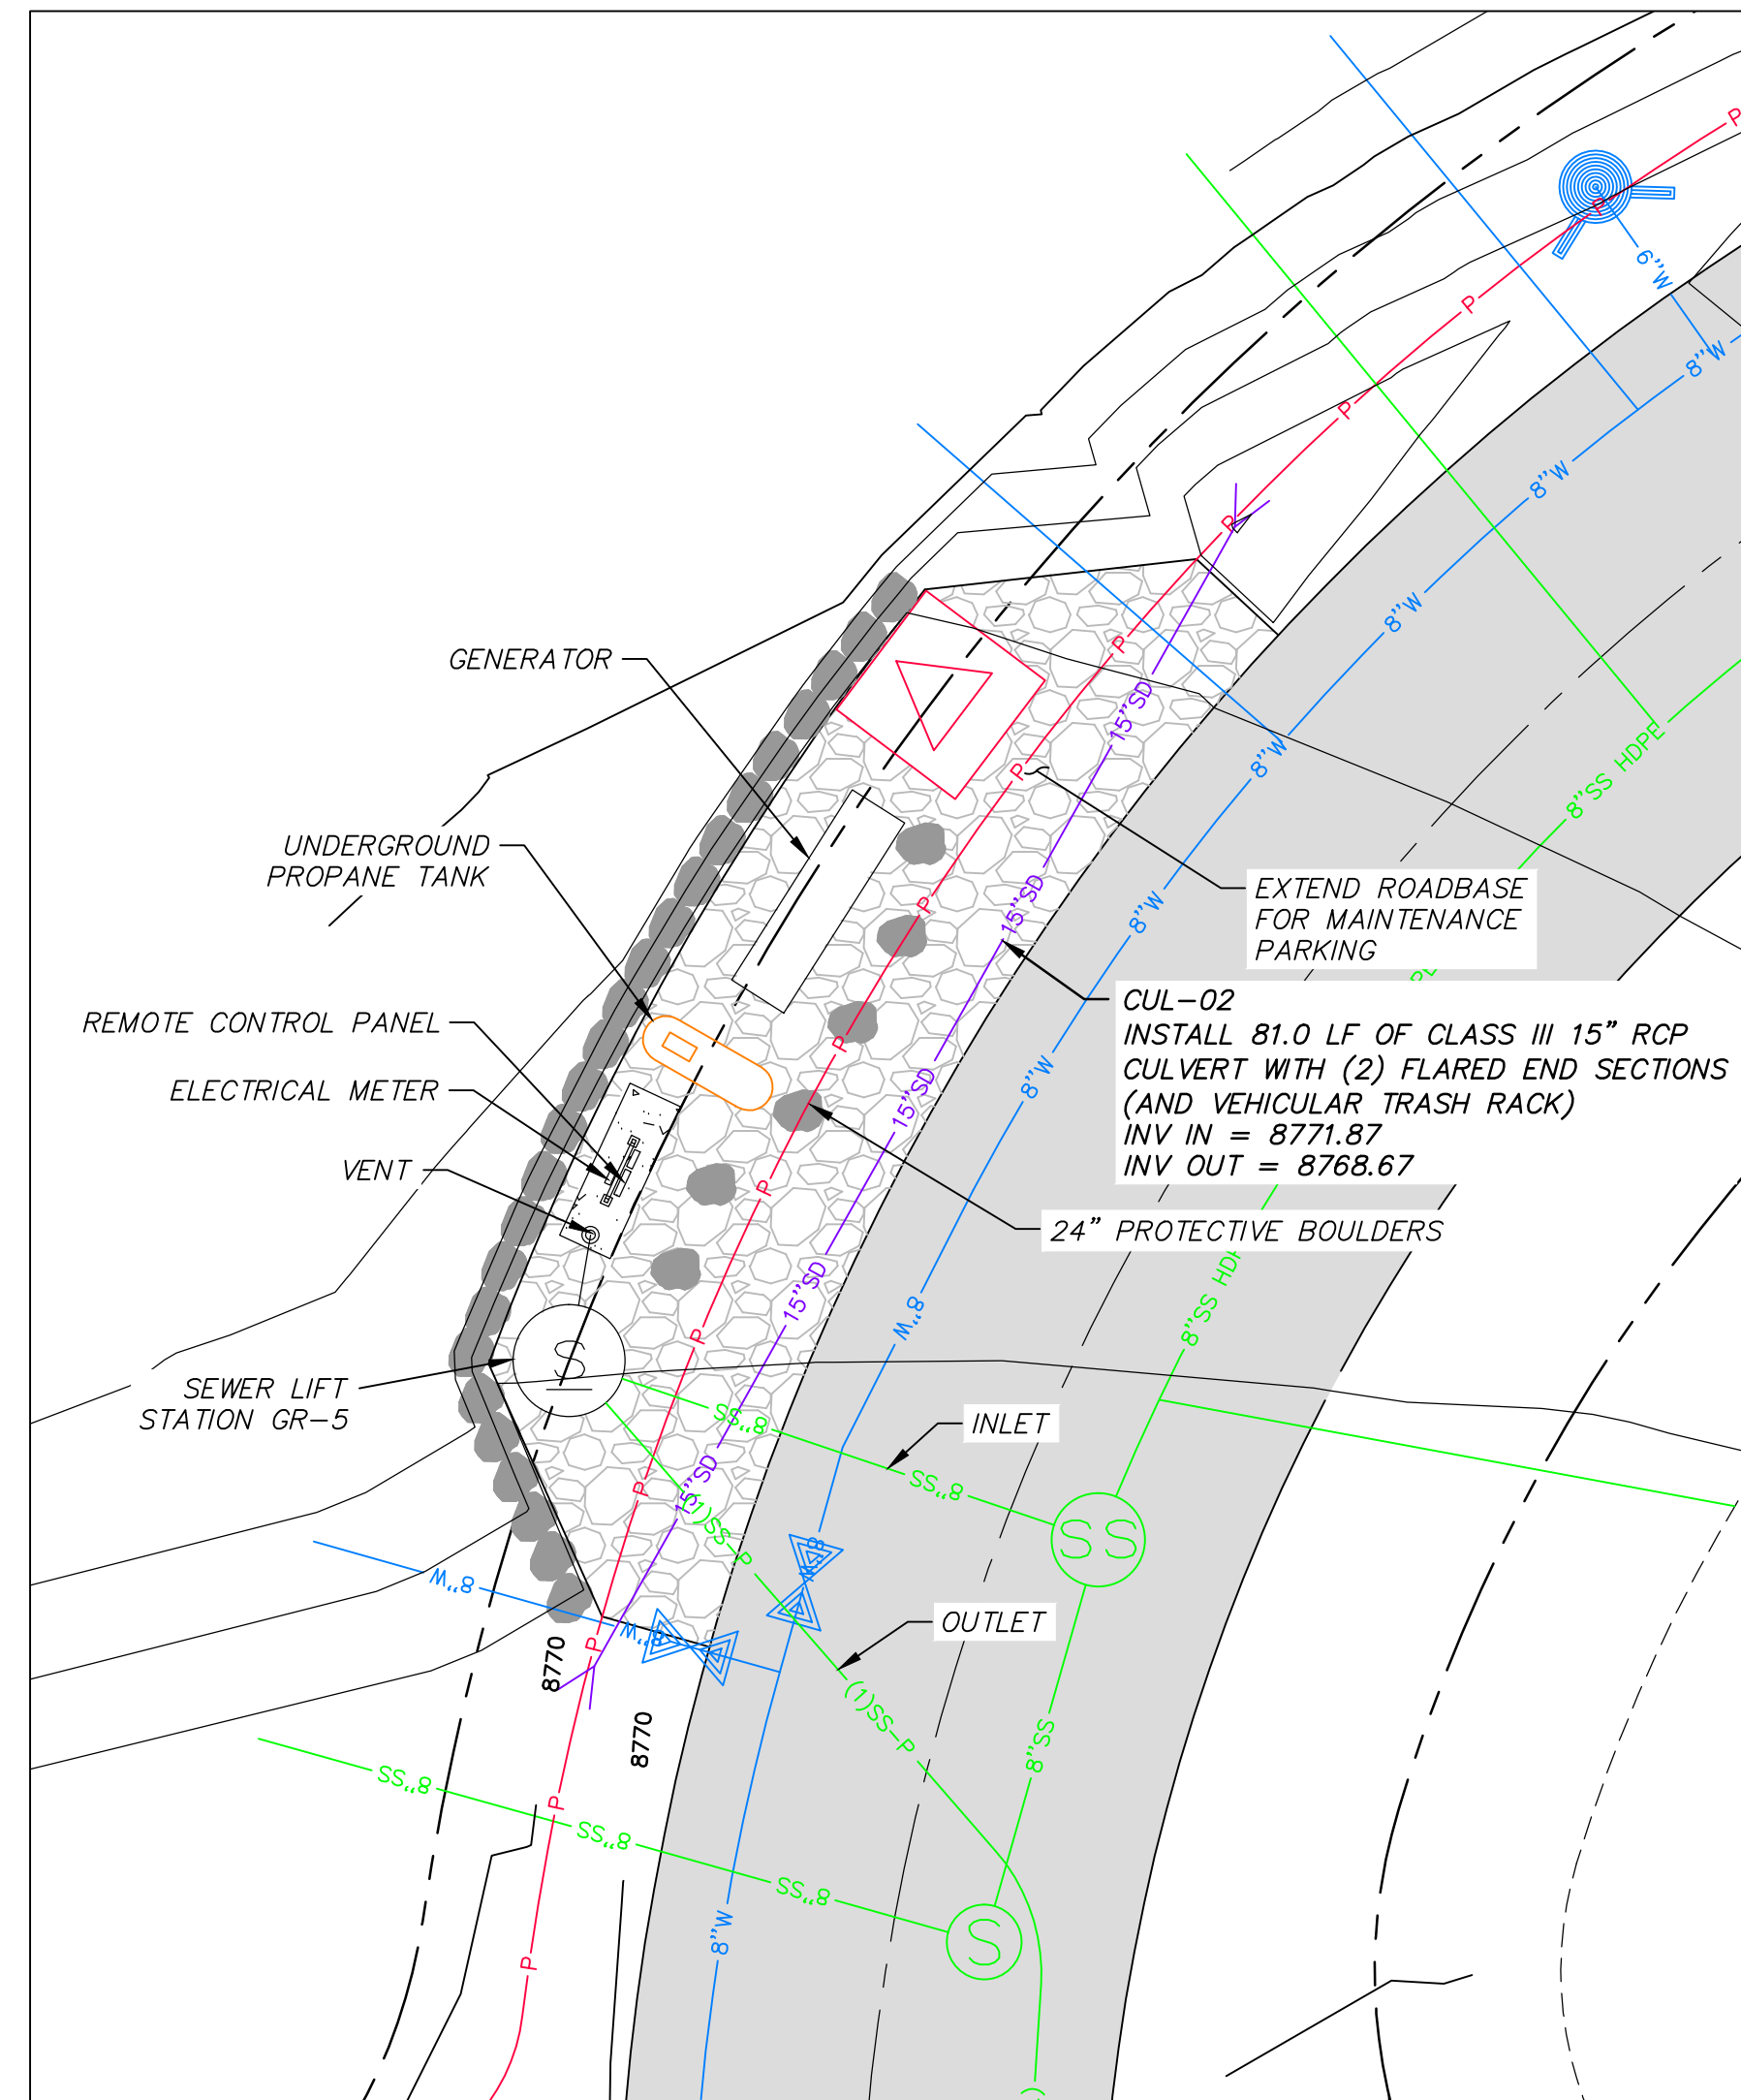 P
P
6"W
8"W
P
P
8"W
P
8"W
GENERATOR
P
15"SD
8"W
P
8"SS HDPE
UNDERGROUND
PROPANE TANK
EXTEND ROADBASE
FOR MAINTENANCE
PARKING
P
15"SD
8"W
CUL-02
INSTALL 81.0 LF OF CLASS III 15" RCP
CULVERT WITH (2) FLARED END SECTIONS
(AND VEHICULAR TRASH RACK)
INV IN = 8771.87
INV OUT = 8768.67
REMOTE CONTROL PANEL
P
ELECTRICAL METER
15"SD
8"W
VENT
P
24" PROTECTIVE BOULDERS
15"SD
8"W
8"SS HDP
P
S
SEWER LIFT
STATION GR-5
8"SS
INLET
15"SD
P
8"SS
(1)SS-P
SS
8"W
8"W
8"W
OUTLET
P
8770
8770
(1)SS-P
8"SS
8"SS
P
8"SS
8"SS
8"W
S
P